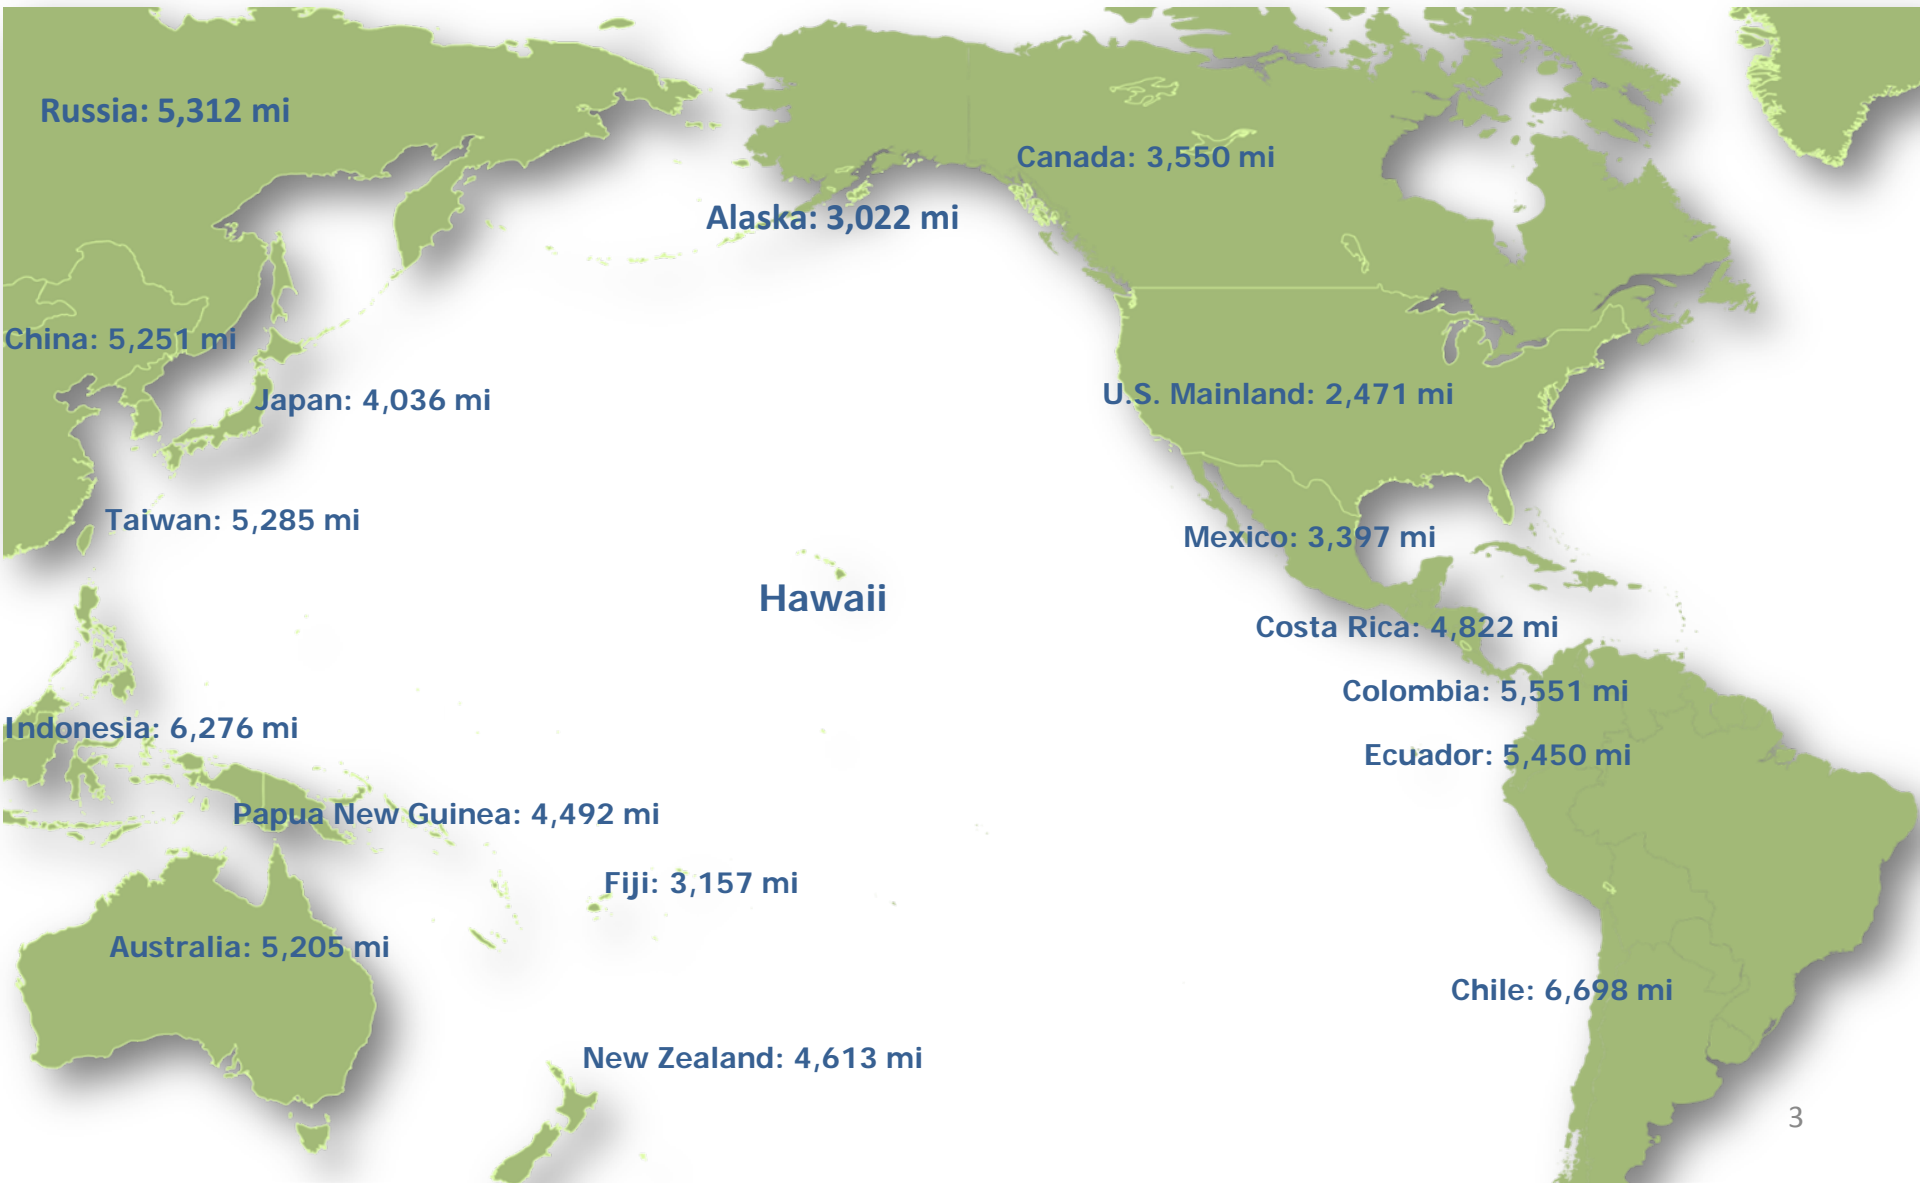 Russia: 5,312 mi
Canada: 3,550 mi
Alaska: 3,022 mi
China: 5,251 mi
Japan: 4,036 mi
U.S. Mainland: 2,471 mi
Taiwan: 5,285 mi
Mexico: 3,397 mi
Hawaii
Costa Rica: 4,822 mi
Colombia: 5,551 mi
Indonesia: 6,276 mi
Ecuador: 5,450 mi
Papua New Guinea: 4,492 mi
Fiji: 3,157 mi
Australia: 5,205 mi
Chile: 6,698 mi
New Zealand: 4,613 mi
3